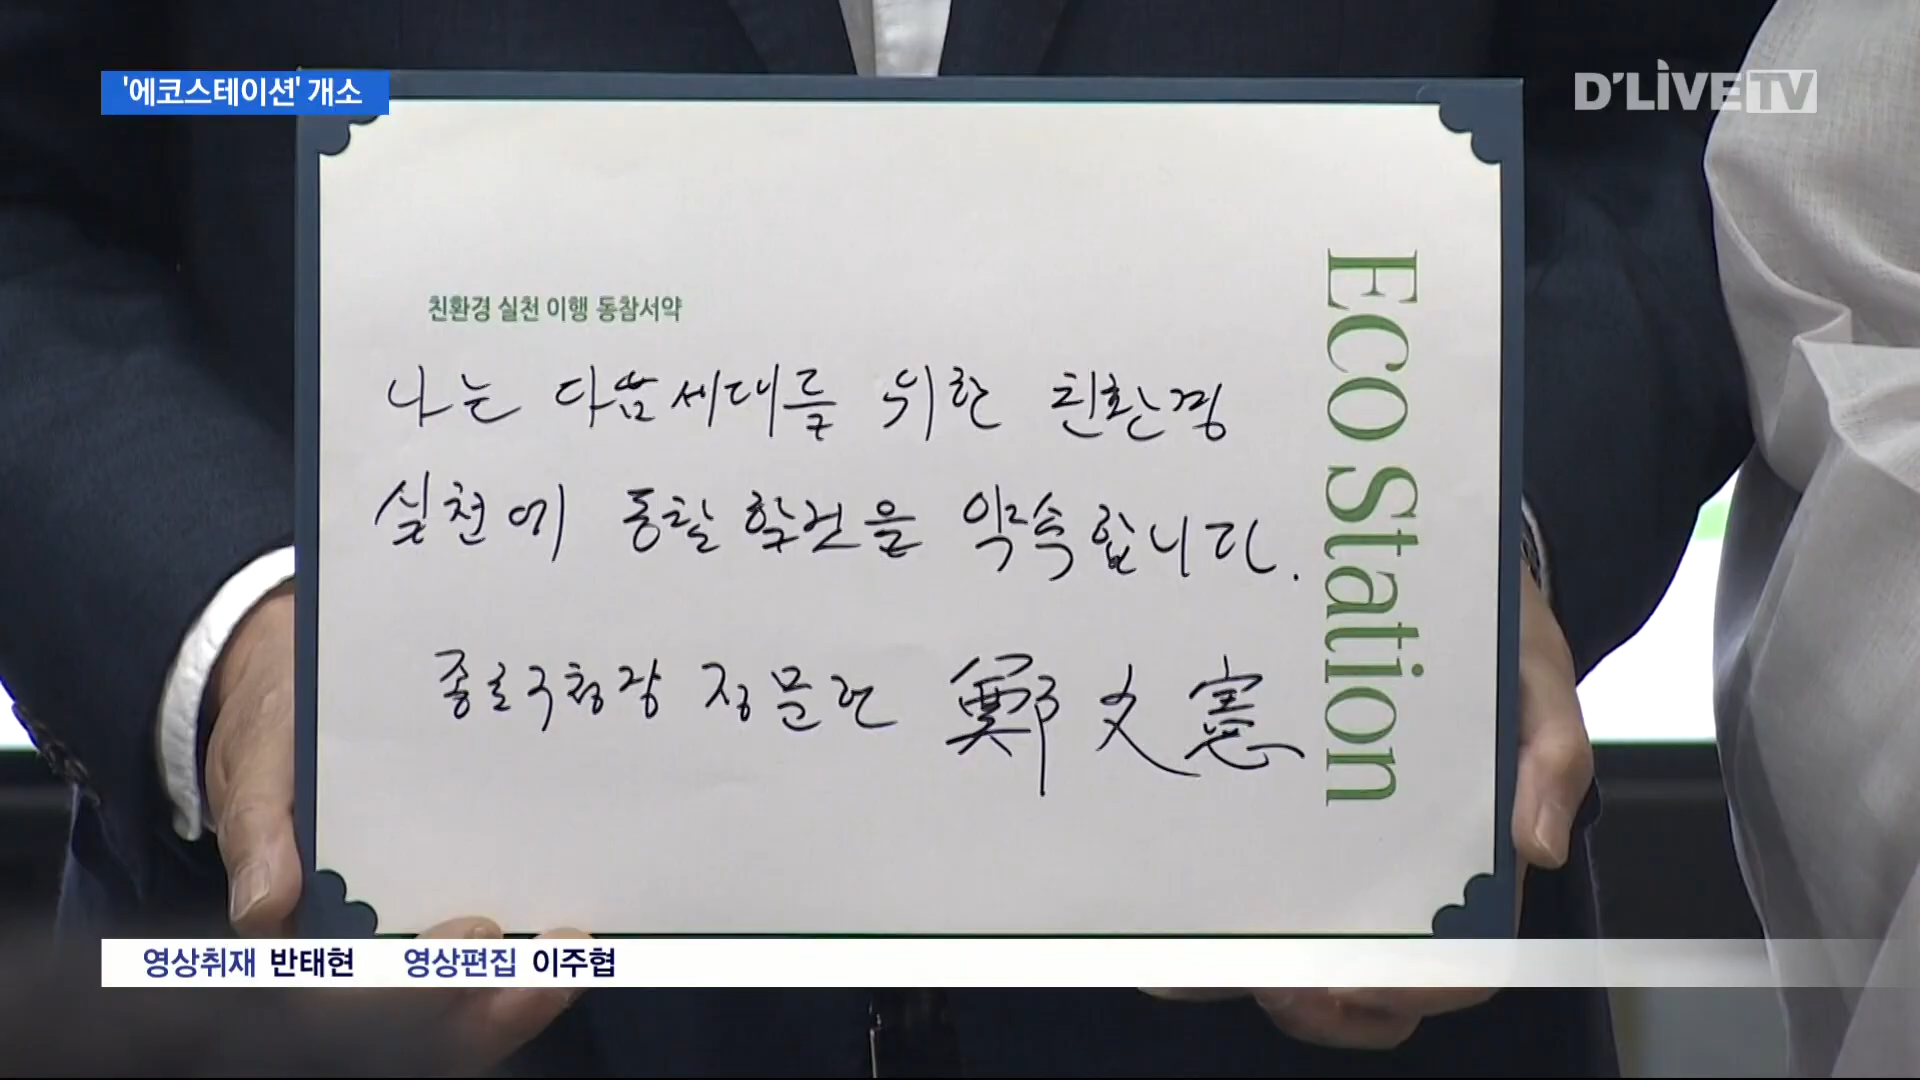 '에코스테이션' 개소
D'LIVE TV
친환경 실천 이행 동참서약
나는 다음세대를 위한 친환경
실천에 동참할것을 약속합니다.
종로구청장 정문헌 鄭文憲
Eco Station
영상취재 반태현 영상편집 이주협